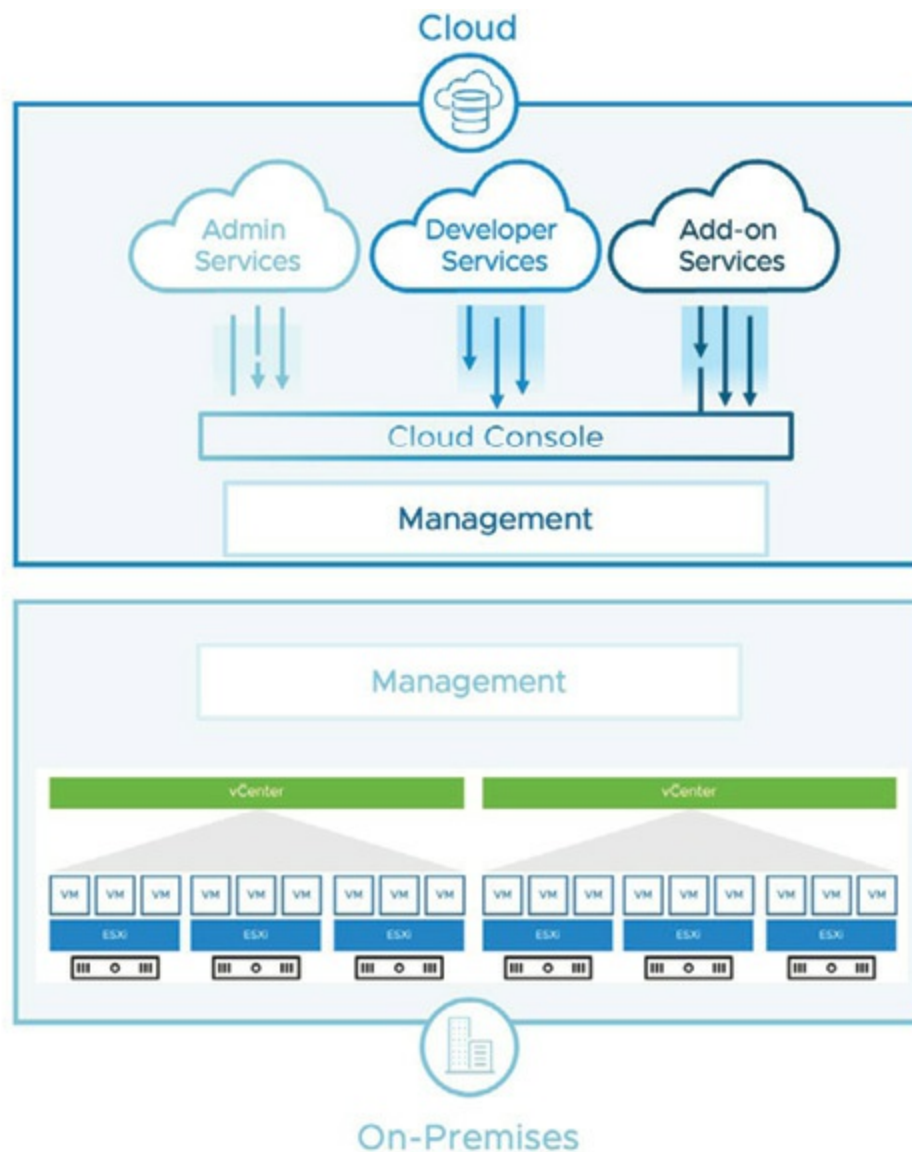 Cloud
Admin
Services
Developer
Services
Add-on
Services
Cloud Console
Management
Management
vCenter vCenter
VM VM VM VM VM VM VM VM VM VM VM VM VM VM VM VM VM VM
ESXi ESXi ESXi ESXi ESXi ESXi
On-Premises